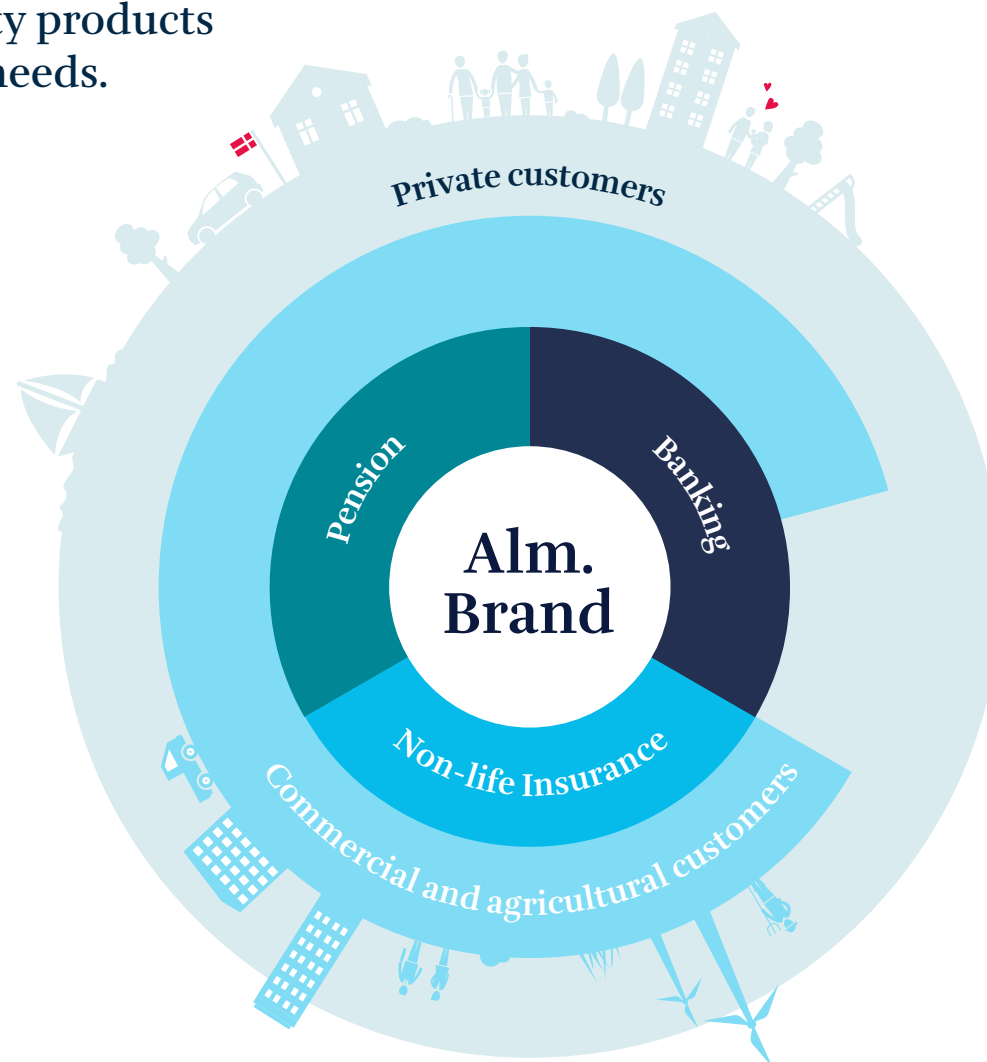 products
needs.
Private customers
Pension
Banking
Alm.
Brand
Non-life Insurance
Commercial and agricultural customers